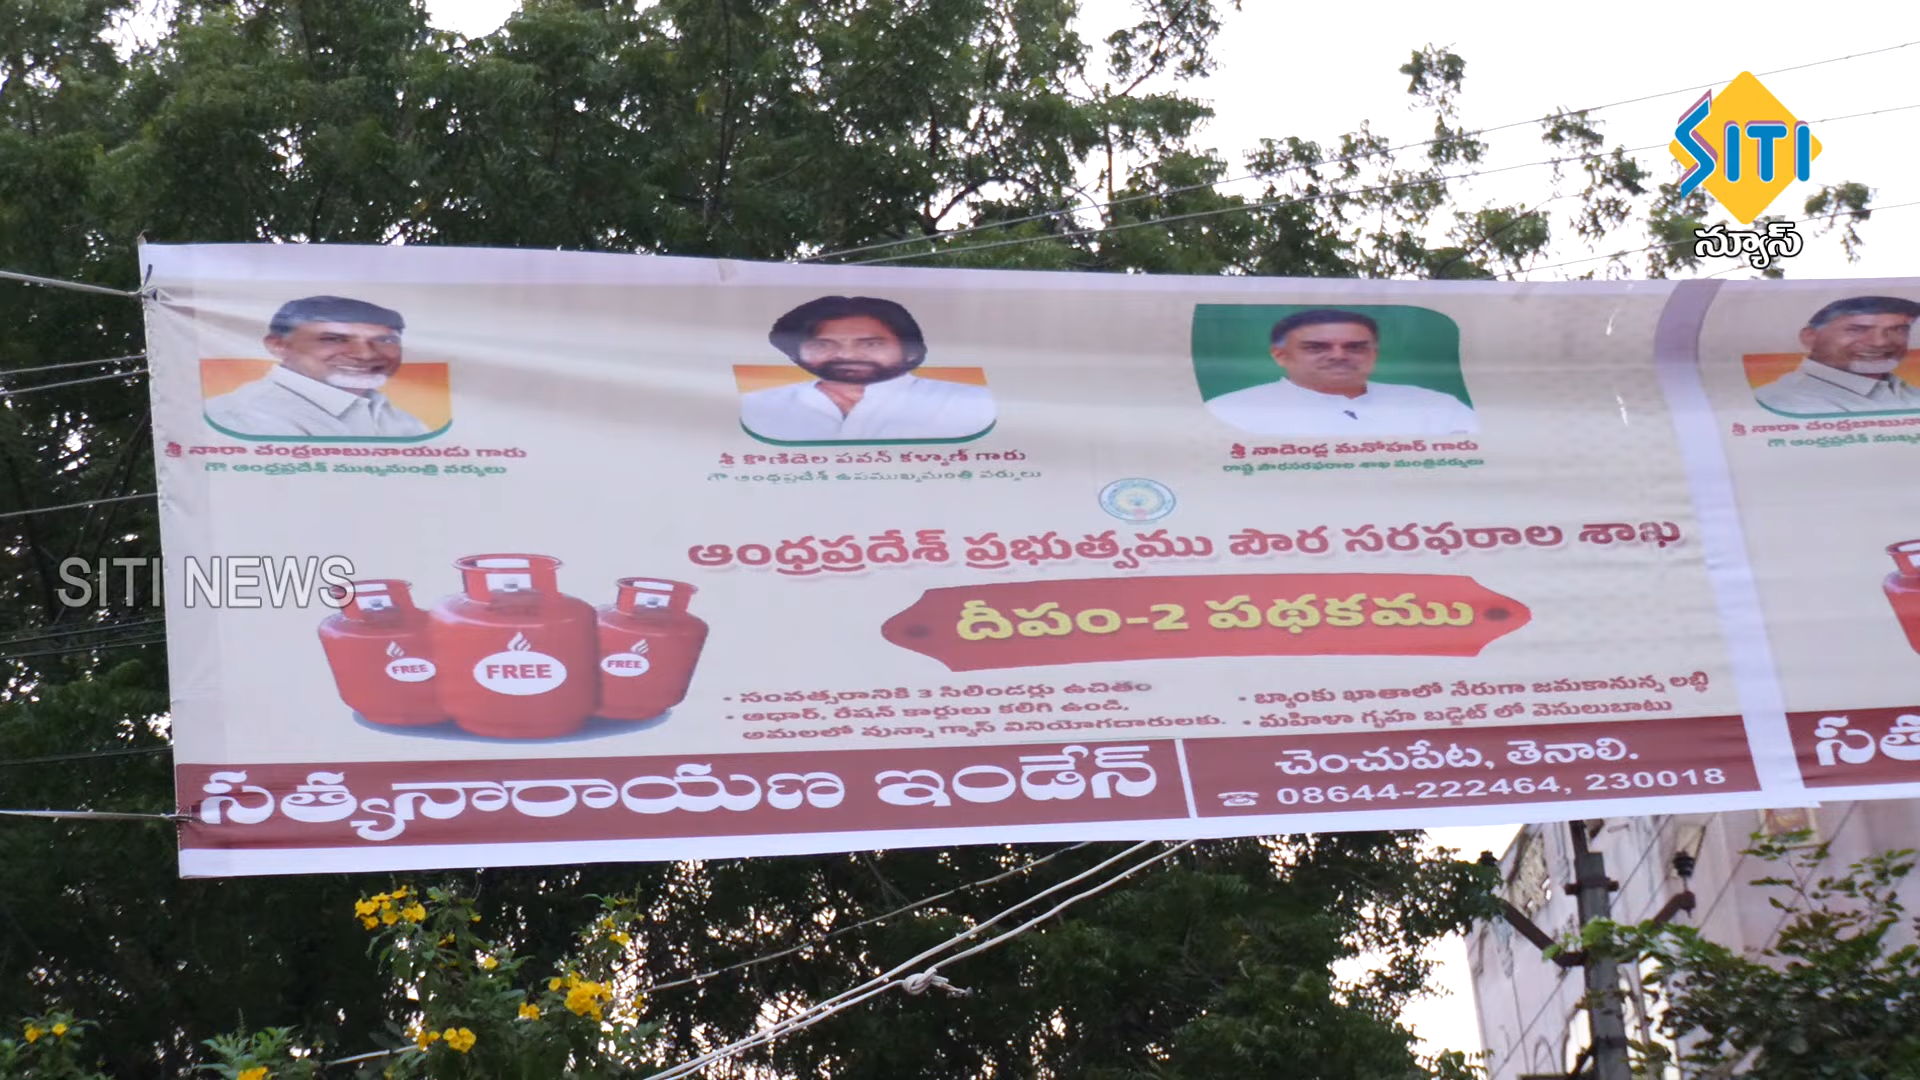 SITI
న్యూస్
శ్రీ నారా చంద్రబాబునాయుడు గారు
గౌ ఆంధ్రప్రదేశ్ ముఖ్యమంత్రి వర్యులు
శ్రీ కొణిదెల పవన్ కళ్యాణ్ గారు
గౌ ఆంధ్రప్రదేశ్ ఉపముఖ్యమంత్రి వర్యులు
శ్రీ నాదెండ్ల మనోహర్ గారు
రాష్ట్ర పౌరసరఫరాల శాఖ మంత్రివర్యులు
ఆంధ్రప్రదేశ్ ప్రభుత్వము పౌర సరఫరాల శాఖ
దీపం-2 పథకము
SITI NEWS
FREE
FREE
FREE
• సంవత్సరానికి 3 సిలిండర్లు ఉచితం
• ఆధార్, రేషన్ కార్డులు కలిగి ఉండి,
అమలలో వున్నా గ్యాస్ వినియోగదారులకు.
• బ్యాంకు ఖాతాలో నేరుగా జమకానున్న లబ్ధి
• మహిళా గృహ బడ్జెట్ లో వెసులుబాటు
సత్యనారాయణ ఇండేన్
చెంచుపేట, తెనాలి.
☎ 08644-222464, 230018